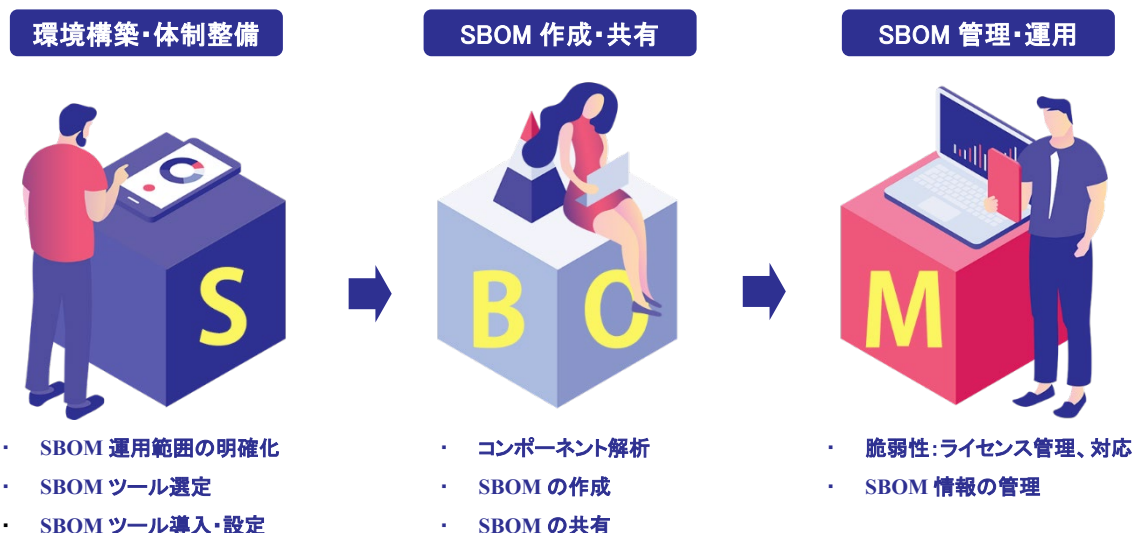 環境構築・体制整備
SBOM 作成・共有
SBOM 管理・運用
S
B O
M
・ SBOM 運用範囲の明確化
・ SBOM ツール選定
・ SBOM ツール導入・設定
・ コンポーネント解析
・ SBOM の作成
・ SBOM の共有
・ 脆弱性：ライセンス管理、対応
・ SBOM 情報の管理